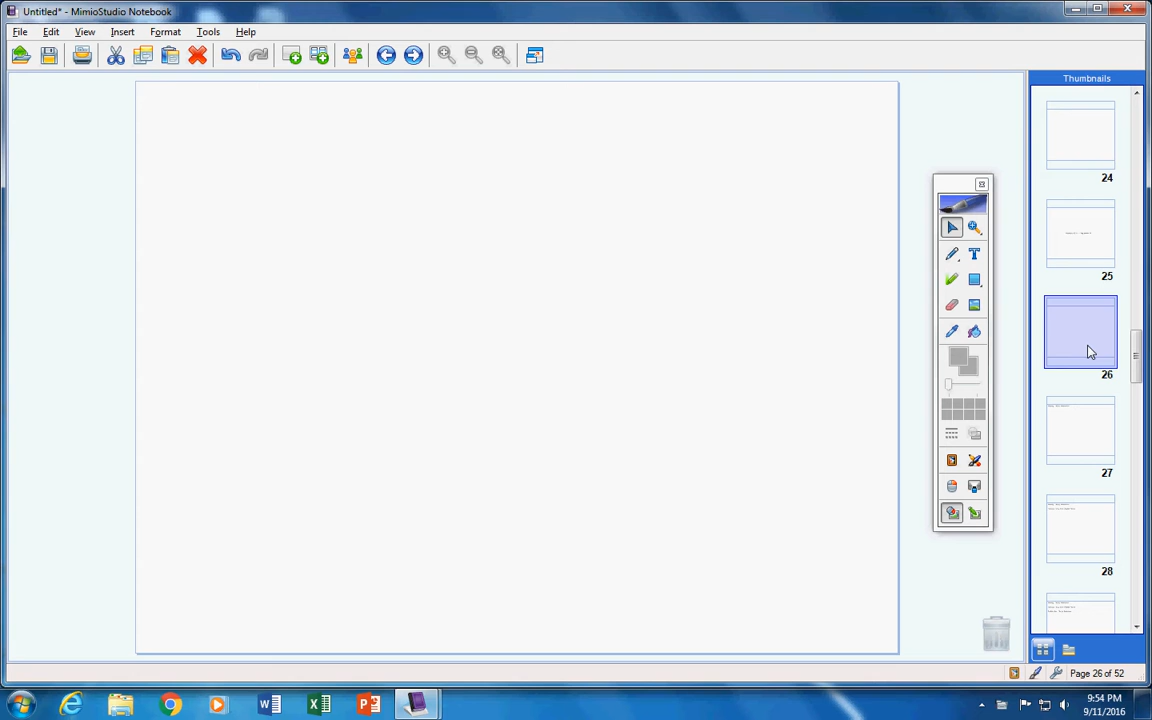 Untitled* - MimioStudio Notebook
File Edit View Insert Format Tools Help
Thumbnails
24
25
26
27
28
Page 26 of 52
9:54 PM
9/11/2016